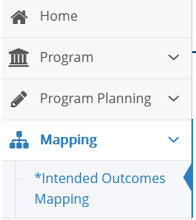 Home
Program
Program Planning
Mapping
*Intended Outcomes
Mapping